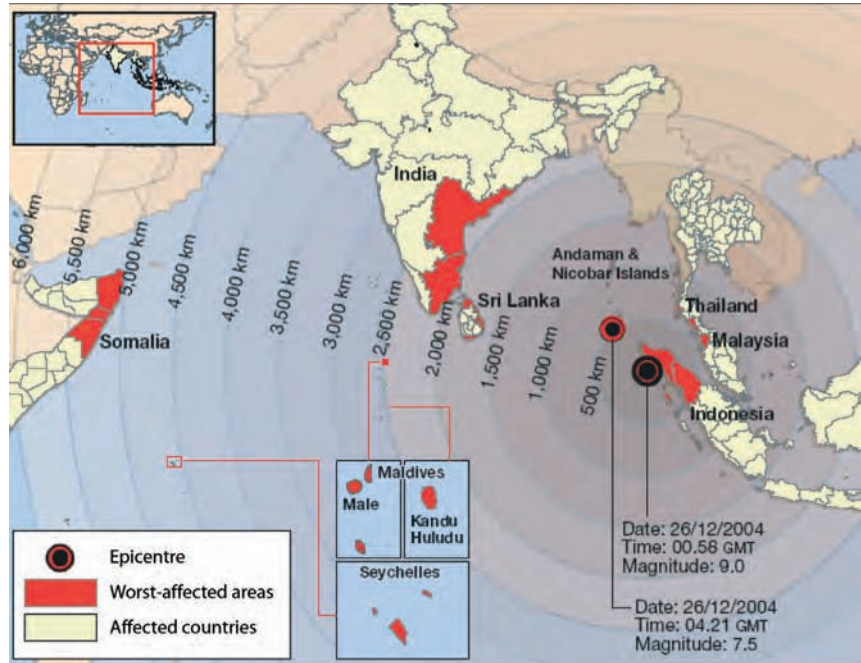 India
Andaman &
Nicobar Islands
Sri Lanka
Thailand
Malaysia
Somalia
Indonesia
6,000 km
5,500 km
5,000 km
4,500 km
4,000 km
3,500 km
3,000 km
2,500 km
2,000 km
1,500 km
1,000 km
500 km
Maldives
Male
Kandu
Huludu
Seychelles
Date: 26/12/2004
Time: 00.58 GMT
Magnitude: 9.0
Date: 26/12/2004
Time: 04.21 GMT
Magnitude: 7.5
Epicentre
Worst-affected areas
Affected countries